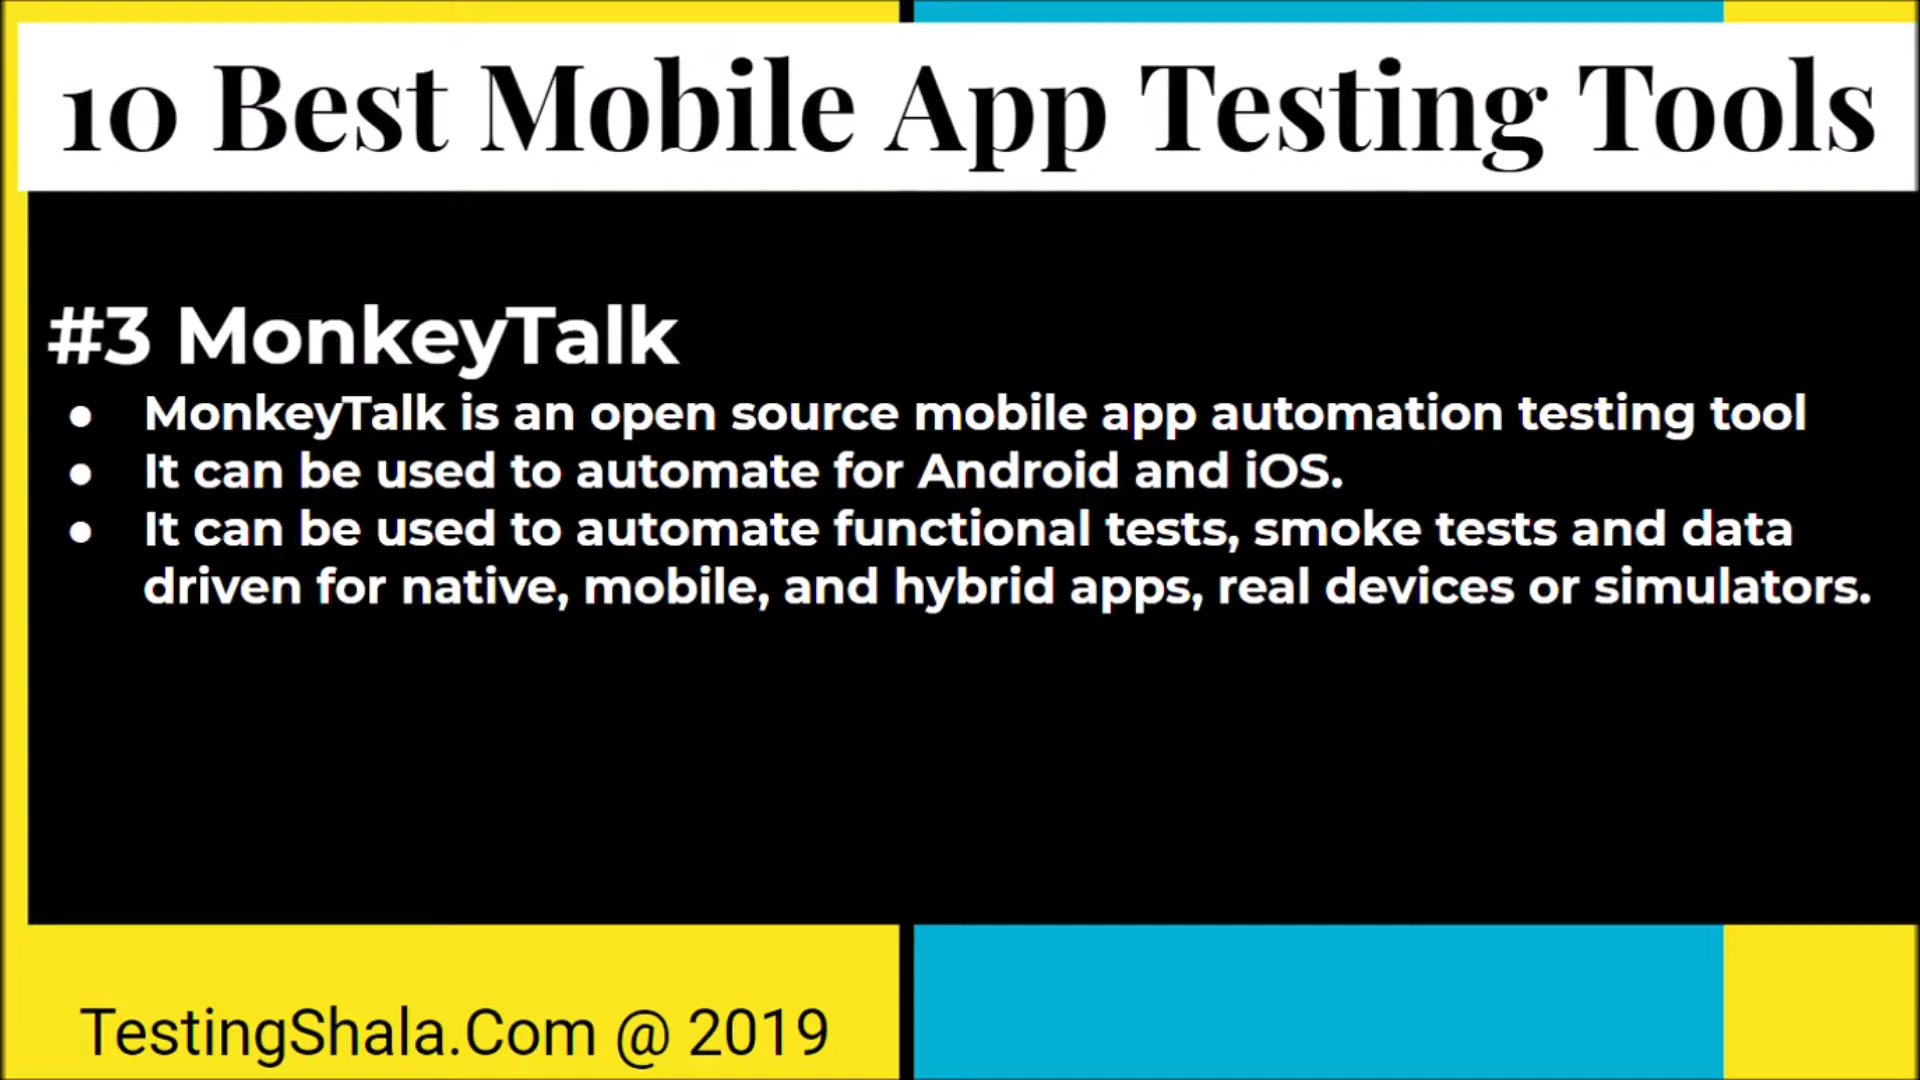 10 Best Mobile App Testing Tools
#3 MonkeyTalk
● MonkeyTalk is an open source mobile app automation testing tool
● It can be used to automate for Android and iOS.
● It can be used to automate functional tests, smoke tests and data
driven for native, mobile, and hybrid apps, real devices or simulators.
TestingShala.Com @ 2019